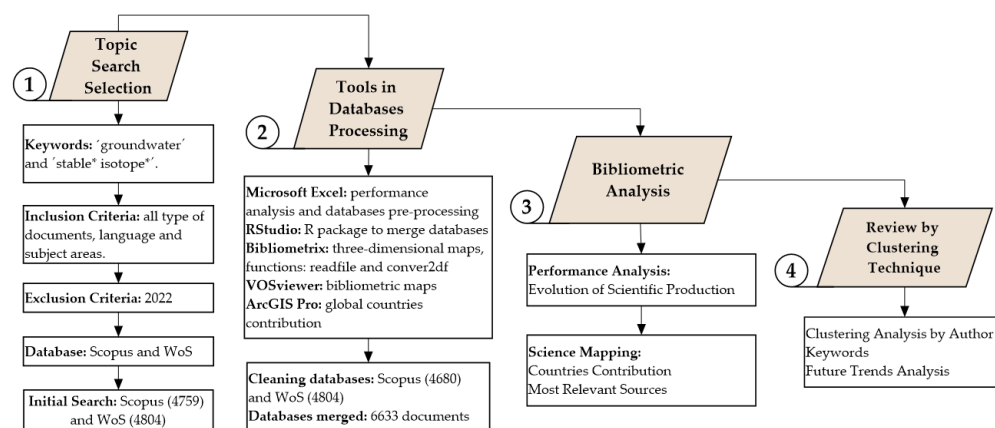 Topic
Search
Selection
1
Keywords: ´groundwater´
and ´stable* isotope*´.
Inclusion Criteria: all type of
documents, language and
subject areas.
Exclusion Criteria: 2022
Database: Scopus and WoS
Initial Search: Scopus (4759)
and WoS (4804)
Tools in
Databases
Processing
2
Microsoft Excel: performance
analysis and databases pre-processing
RStudio: R package to merge databases
Bibliometrix: three-dimensional maps,
functions: readfile and conver2df
VOSviewer: bibliometric maps
ArcGIS Pro: global countries
contribution
Cleaning databases: Scopus (4680)
and WoS (4804)
Databases merged: 6633 documents
Bibliometric
Analysis
3
Performance Analysis:
Evolution of Scientific Production
Science Mapping:
Countries Contribution
Most Relevant Sources
Review by
Clustering
Technique
4
Clustering Analysis by Author
Keywords
Future Trends Analysis